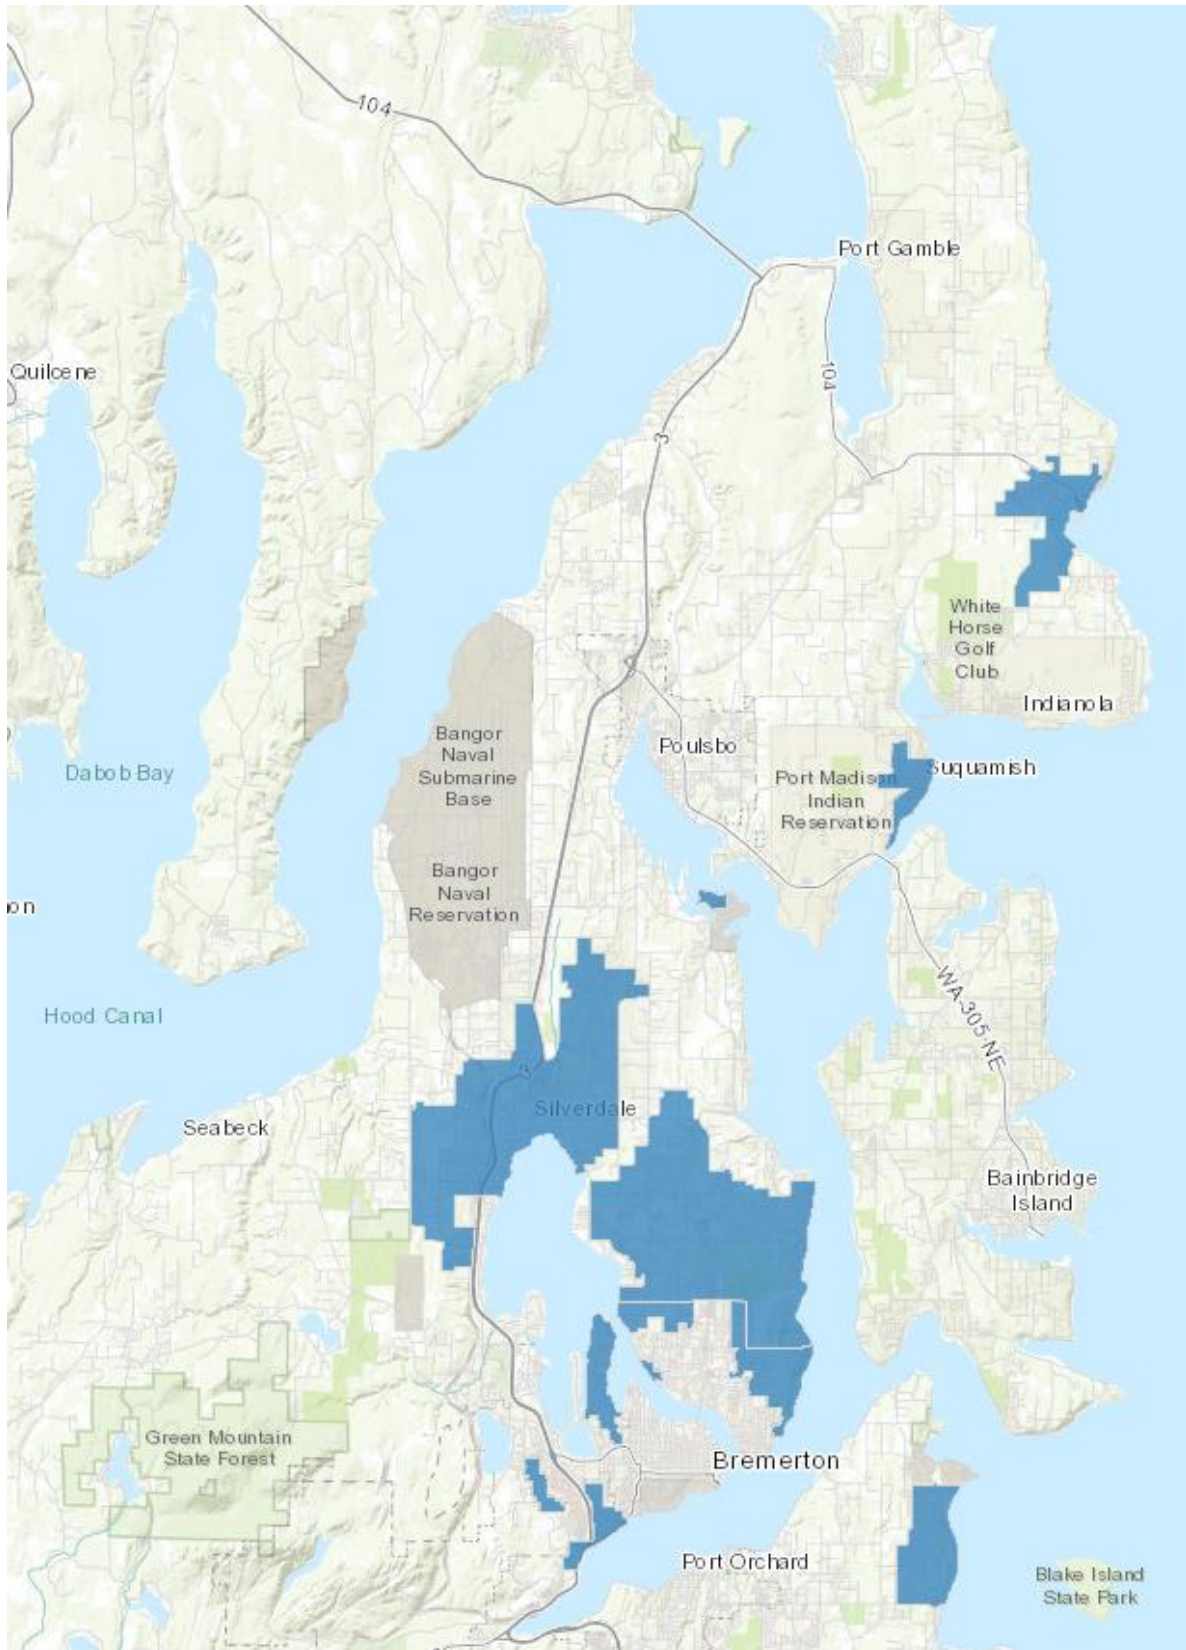 104
Port Gamble
Quilcene
104
3
White
Horse
Golf
Club
Indianola
Bangor
Naval
Submarine
Base
Poulsbo
Dabob Bay
Suquamish
Port Madison
Indian
Reservation
Bangor
Naval
Reservation
on
Hood Canal
WA-305 NE
3
Silverdale
Seabeck
Bainbridge
Island
Green Mountain
State Forest
Bremerton
Port Orchard
Blake Island
State Park